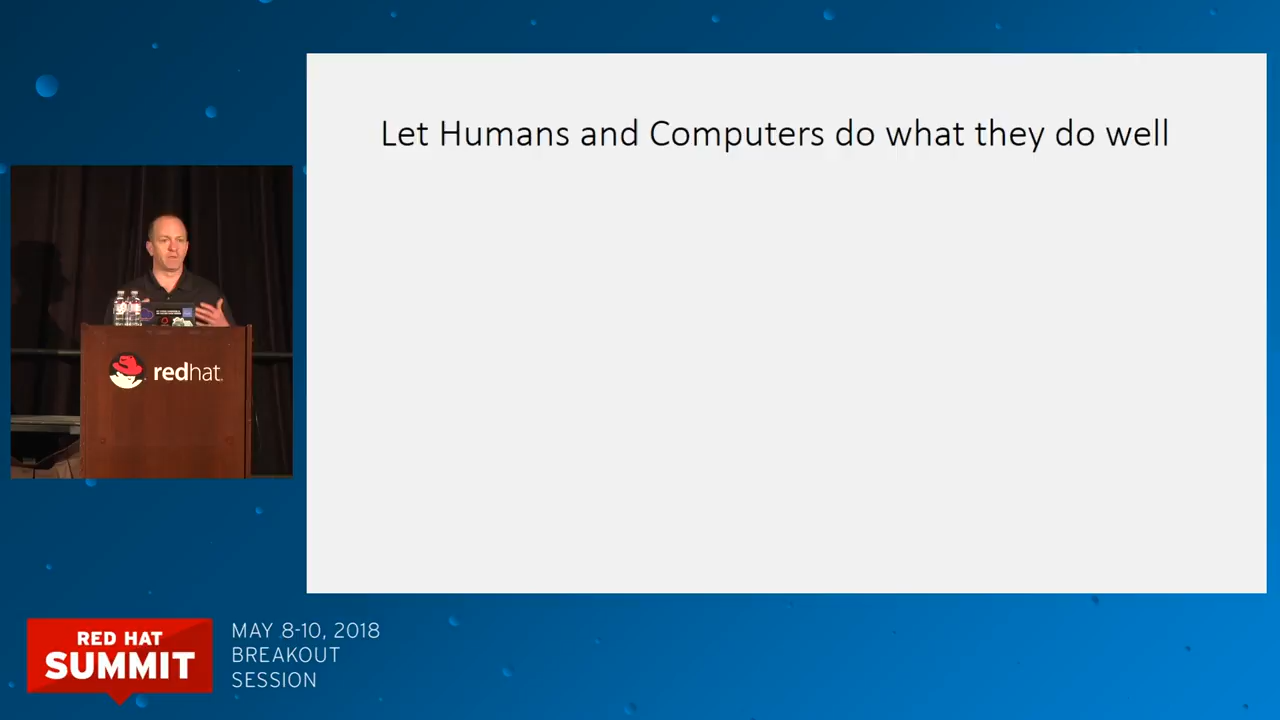 Let Humans and Computers do what they do well
redhat.
RED HAT
SUMMIT
MAY 8-10, 2018
BREAKOUT
SESSION